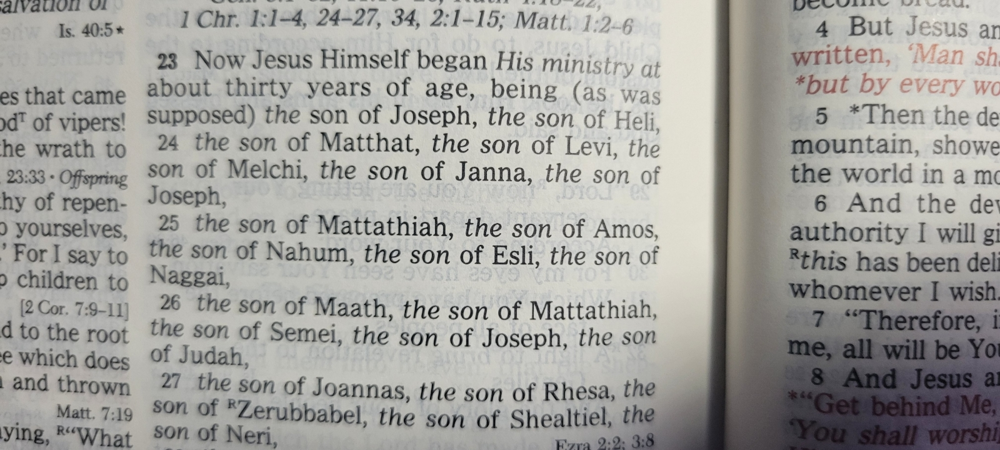 salvation of
Is. 40:5★
es that came
odᵀ of vipers!
the wrath to
23:33 · Offspring
hy of repen-
o yourselves,
.’ For I say to
o children to
[2 Cor. 7:9–11]
d to the root
ee which does
and thrown
Matt. 7:19
ying, ᴿ“What
1 Chr. 1:1–4, 24–27, 34, 2:1–15; Matt. 1:2–6
23 Now Jesus Himself began His ministry at
about thirty years of age, being (as was
supposed) the son of Joseph, the son of Heli,
24 the son of Matthat, the son of Levi, the
son of Melchi, the son of Janna, the son of
Joseph,
25 the son of Mattathiah, the son of Amos,
the son of Nahum, the son of Esli, the son of
Naggai,
26 the son of Maath, the son of Mattathiah,
the son of Semei, the son of Joseph, the son
of Judah,
27 the son of Joannas, the son of Rhesa, the
son of ᴿZerubbabel, the son of Shealtiel, the
son of Neri,
Ezra 2:2; 3:8
become bread.
4 But Jesus an
written, ‘Man sh
*but by every wo
5 *Then the de
mountain, showe
the world in a mo
6 And the dev
authority I will gi
ᴿthis has been deli
whomever I wish.
7 “Therefore, i
me, all will be You
8 And Jesus a
*“Get behind Me,
‘You shall worshi